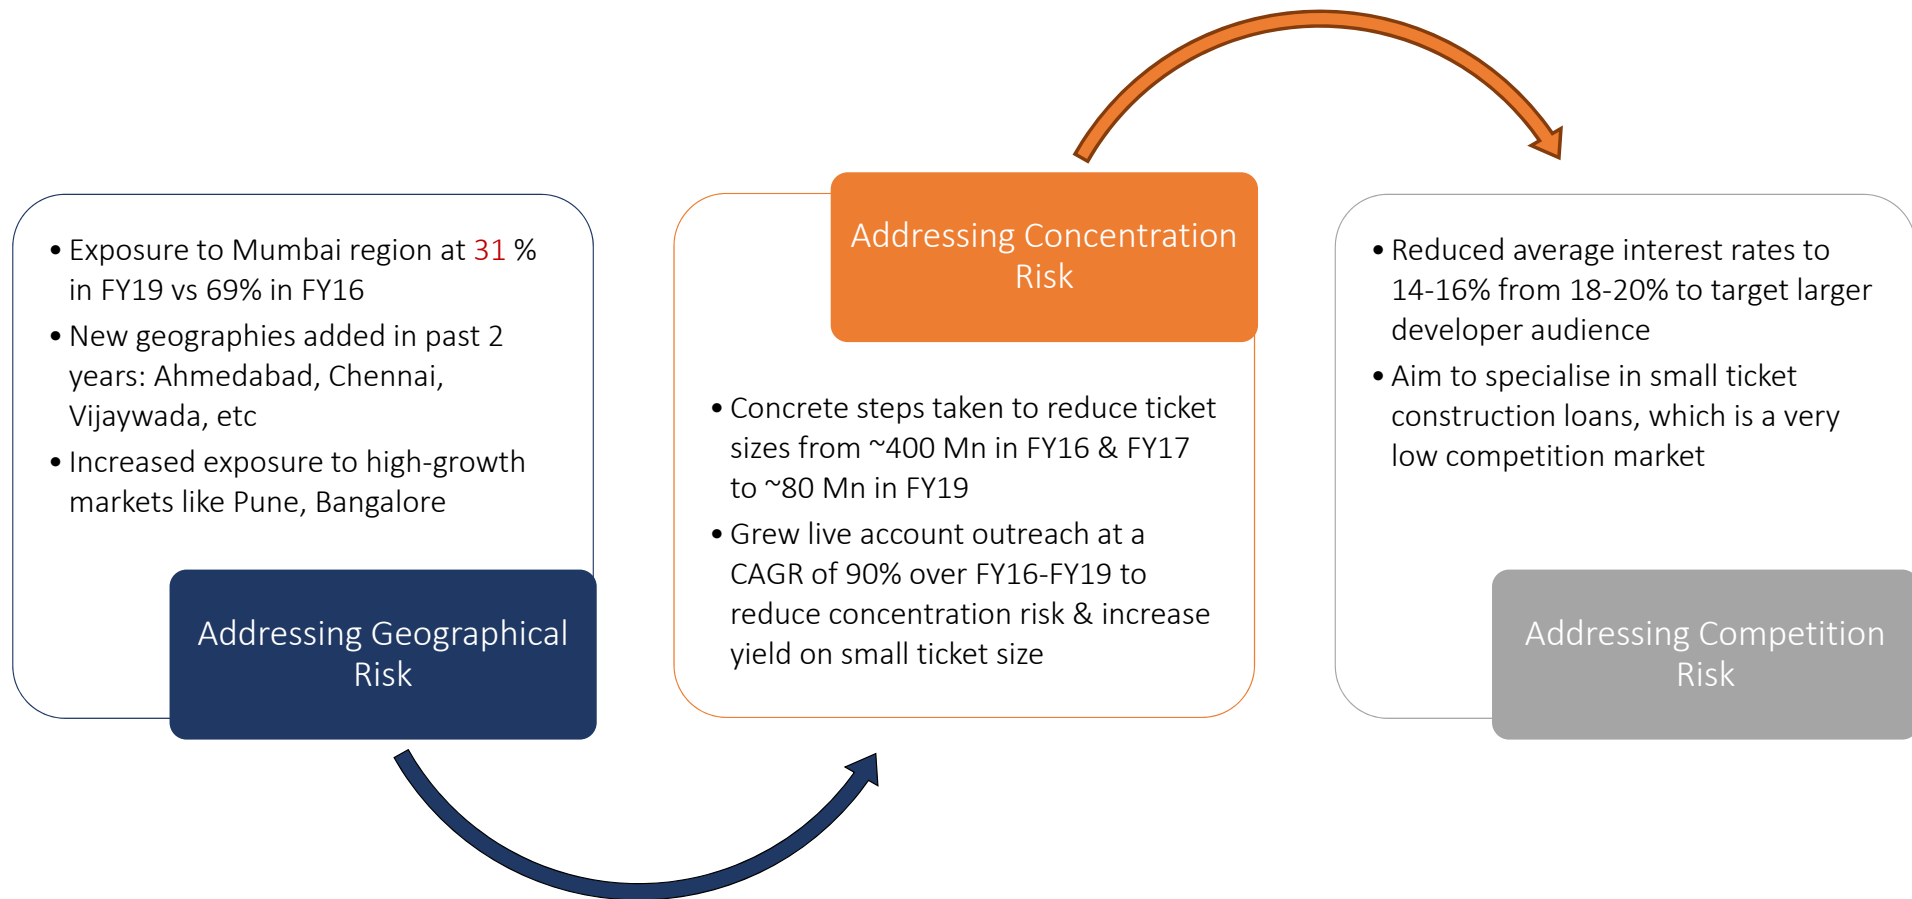 • Exposure to Mumbai region at 31 %
in FY19 vs 69% in FY16
• New geographies added in past 2
years: Ahmedabad, Chennai,
Vijaywada, etc
• Increased exposure to high-growth
markets like Pune, Bangalore
Addressing Geographical
Risk
Addressing Concentration
Risk
• Concrete steps taken to reduce ticket
sizes from ~400 Mn in FY16 & FY17
to ~80 Mn in FY19
• Grew live account outreach at a
CAGR of 90% over FY16-FY19 to
reduce concentration risk & increase
yield on small ticket size
• Reduced average interest rates to
14-16% from 18-20% to target larger
developer audience
• Aim to specialise in small ticket
construction loans, which is a very
low competition market
Addressing Competition
Risk